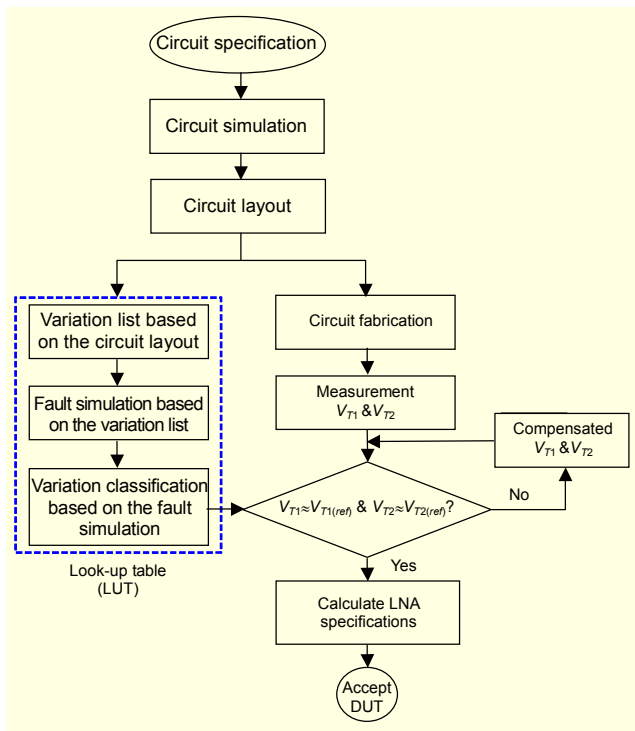 Circuit specification
Circuit simulation
Circuit layout
Variation list based
on the circuit layout
Fault simulation based
on the variation list
Variation classification
based on the fault
simulation
Look-up table
(LUT)
Circuit fabrication
Measurement
VT1 &VT2
Compensated
VT1 &VT2
VT1≈VT1(ref) & VT2≈VT2(ref)?
No
Yes
Calculate LNA
specifications
Accept
DUT